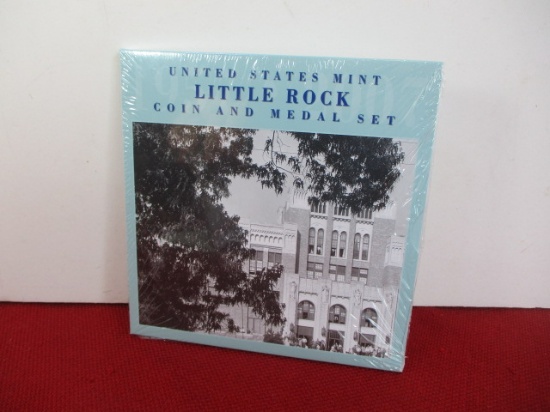 UNITED STATES MINT
LITTLE ROCK
COIN AND MEDAL SET